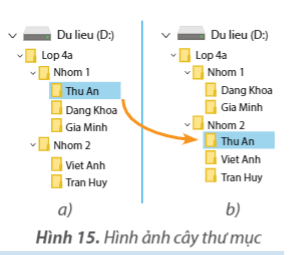 Du lieu (D:)
Lop 4a
Nhom 1
Thu An
Dang Khoa
Gia Minh
Nhom 2
Viet Anh
Tran Huy
a)
Du lieu (D:)
Lop 4a
Nhom 1
Dang Khoa
Gia Minh
Nhom 2
Thu An
Viet Anh
Tran Huy
b)
Hình 15. Hình ảnh cây thư mục